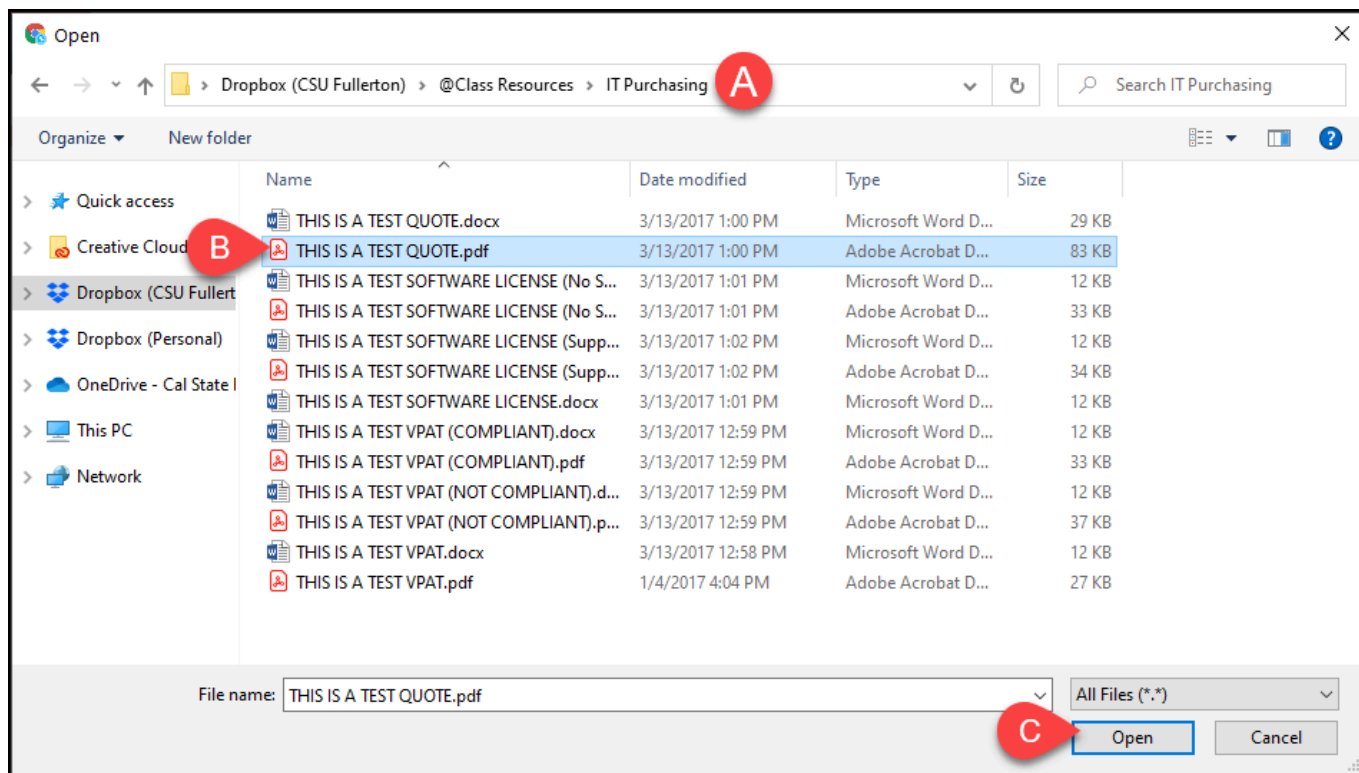 Open
Dropbox (CSU Fullerton) > @Class Resources > IT Purchasing A
Search IT Purchasing
Organize New folder ?
Name Date modified Type Size
Quick access
Creative Cloud
B
Dropbox (CSU Fullert
Dropbox (Personal)
OneDrive - Cal State
This PC
Network
THIS IS A TEST QUOTE.docx 3/13/2017 1:00 PM Microsoft Word D... 29 KB
THIS IS A TEST QUOTE.pdf 3/13/2017 1:00 PM Adobe Acrobat D... 83 KB
THIS IS A TEST SOFTWARE LICENSE (No S... 3/13/2017 1:01 PM Microsoft Word D... 12 KB
THIS IS A TEST SOFTWARE LICENSE (No S... 3/13/2017 1:01 PM Adobe Acrobat D... 33 KB
THIS IS A TEST SOFTWARE LICENSE (Supp... 3/13/2017 1:02 PM Microsoft Word D... 12 KB
THIS IS A TEST SOFTWARE LICENSE (Supp... 3/13/2017 1:02 PM Adobe Acrobat D... 34 KB
THIS IS A TEST SOFTWARE LICENSE.docx 3/13/2017 1:01 PM Microsoft Word D... 12 KB
THIS IS A TEST VPAT (COMPLIANT).docx 3/13/2017 12:59 PM Microsoft Word D... 12 KB
THIS IS A TEST VPAT (COMPLIANT).pdf 3/13/2017 12:59 PM Adobe Acrobat D... 33 KB
THIS IS A TEST VPAT (NOT COMPLIANT).d... 3/13/2017 12:59 PM Microsoft Word D... 12 KB
THIS IS A TEST VPAT (NOT COMPLIANT).p... 3/13/2017 12:59 PM Adobe Acrobat D... 37 KB
THIS IS A TEST VPAT.docx 3/13/2017 12:58 PM Microsoft Word D... 12 KB
THIS IS A TEST VPAT.pdf 1/4/2017 4:04 PM Adobe Acrobat D... 27 KB
File name: THIS IS A TEST QUOTE.pdf All Files (*.*)
C Open Cancel